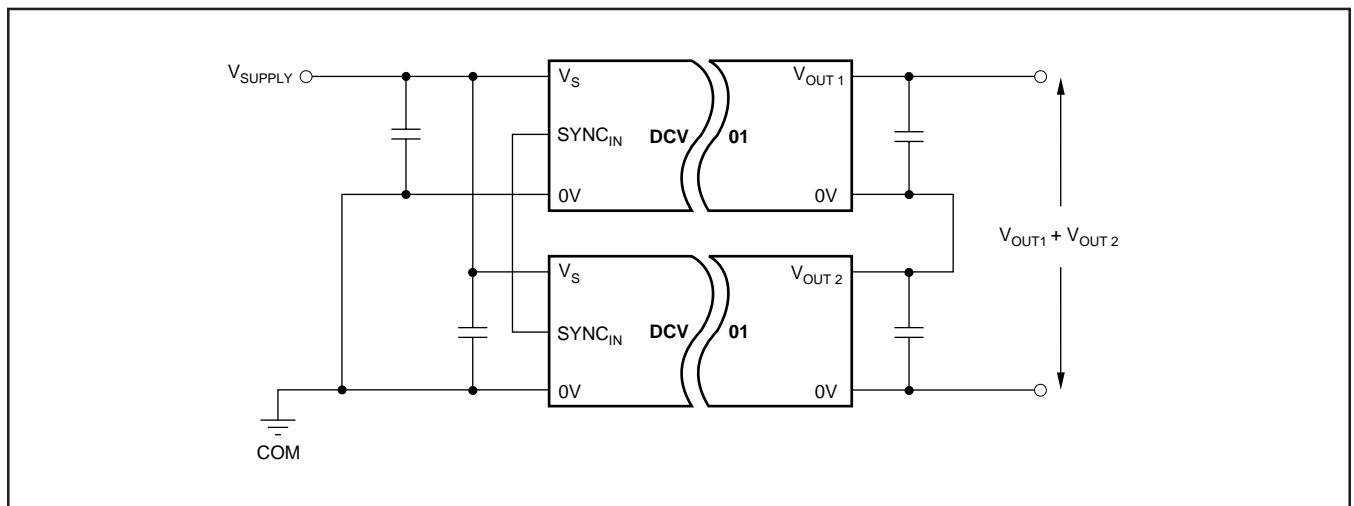 VSUPPLY
VS
VOUT 1
SYNCIN
DCV
01
0V
0V
VOUT1 + VOUT 2
VS
VOUT 2
SYNCIN
DCV
01
0V
0V
COM